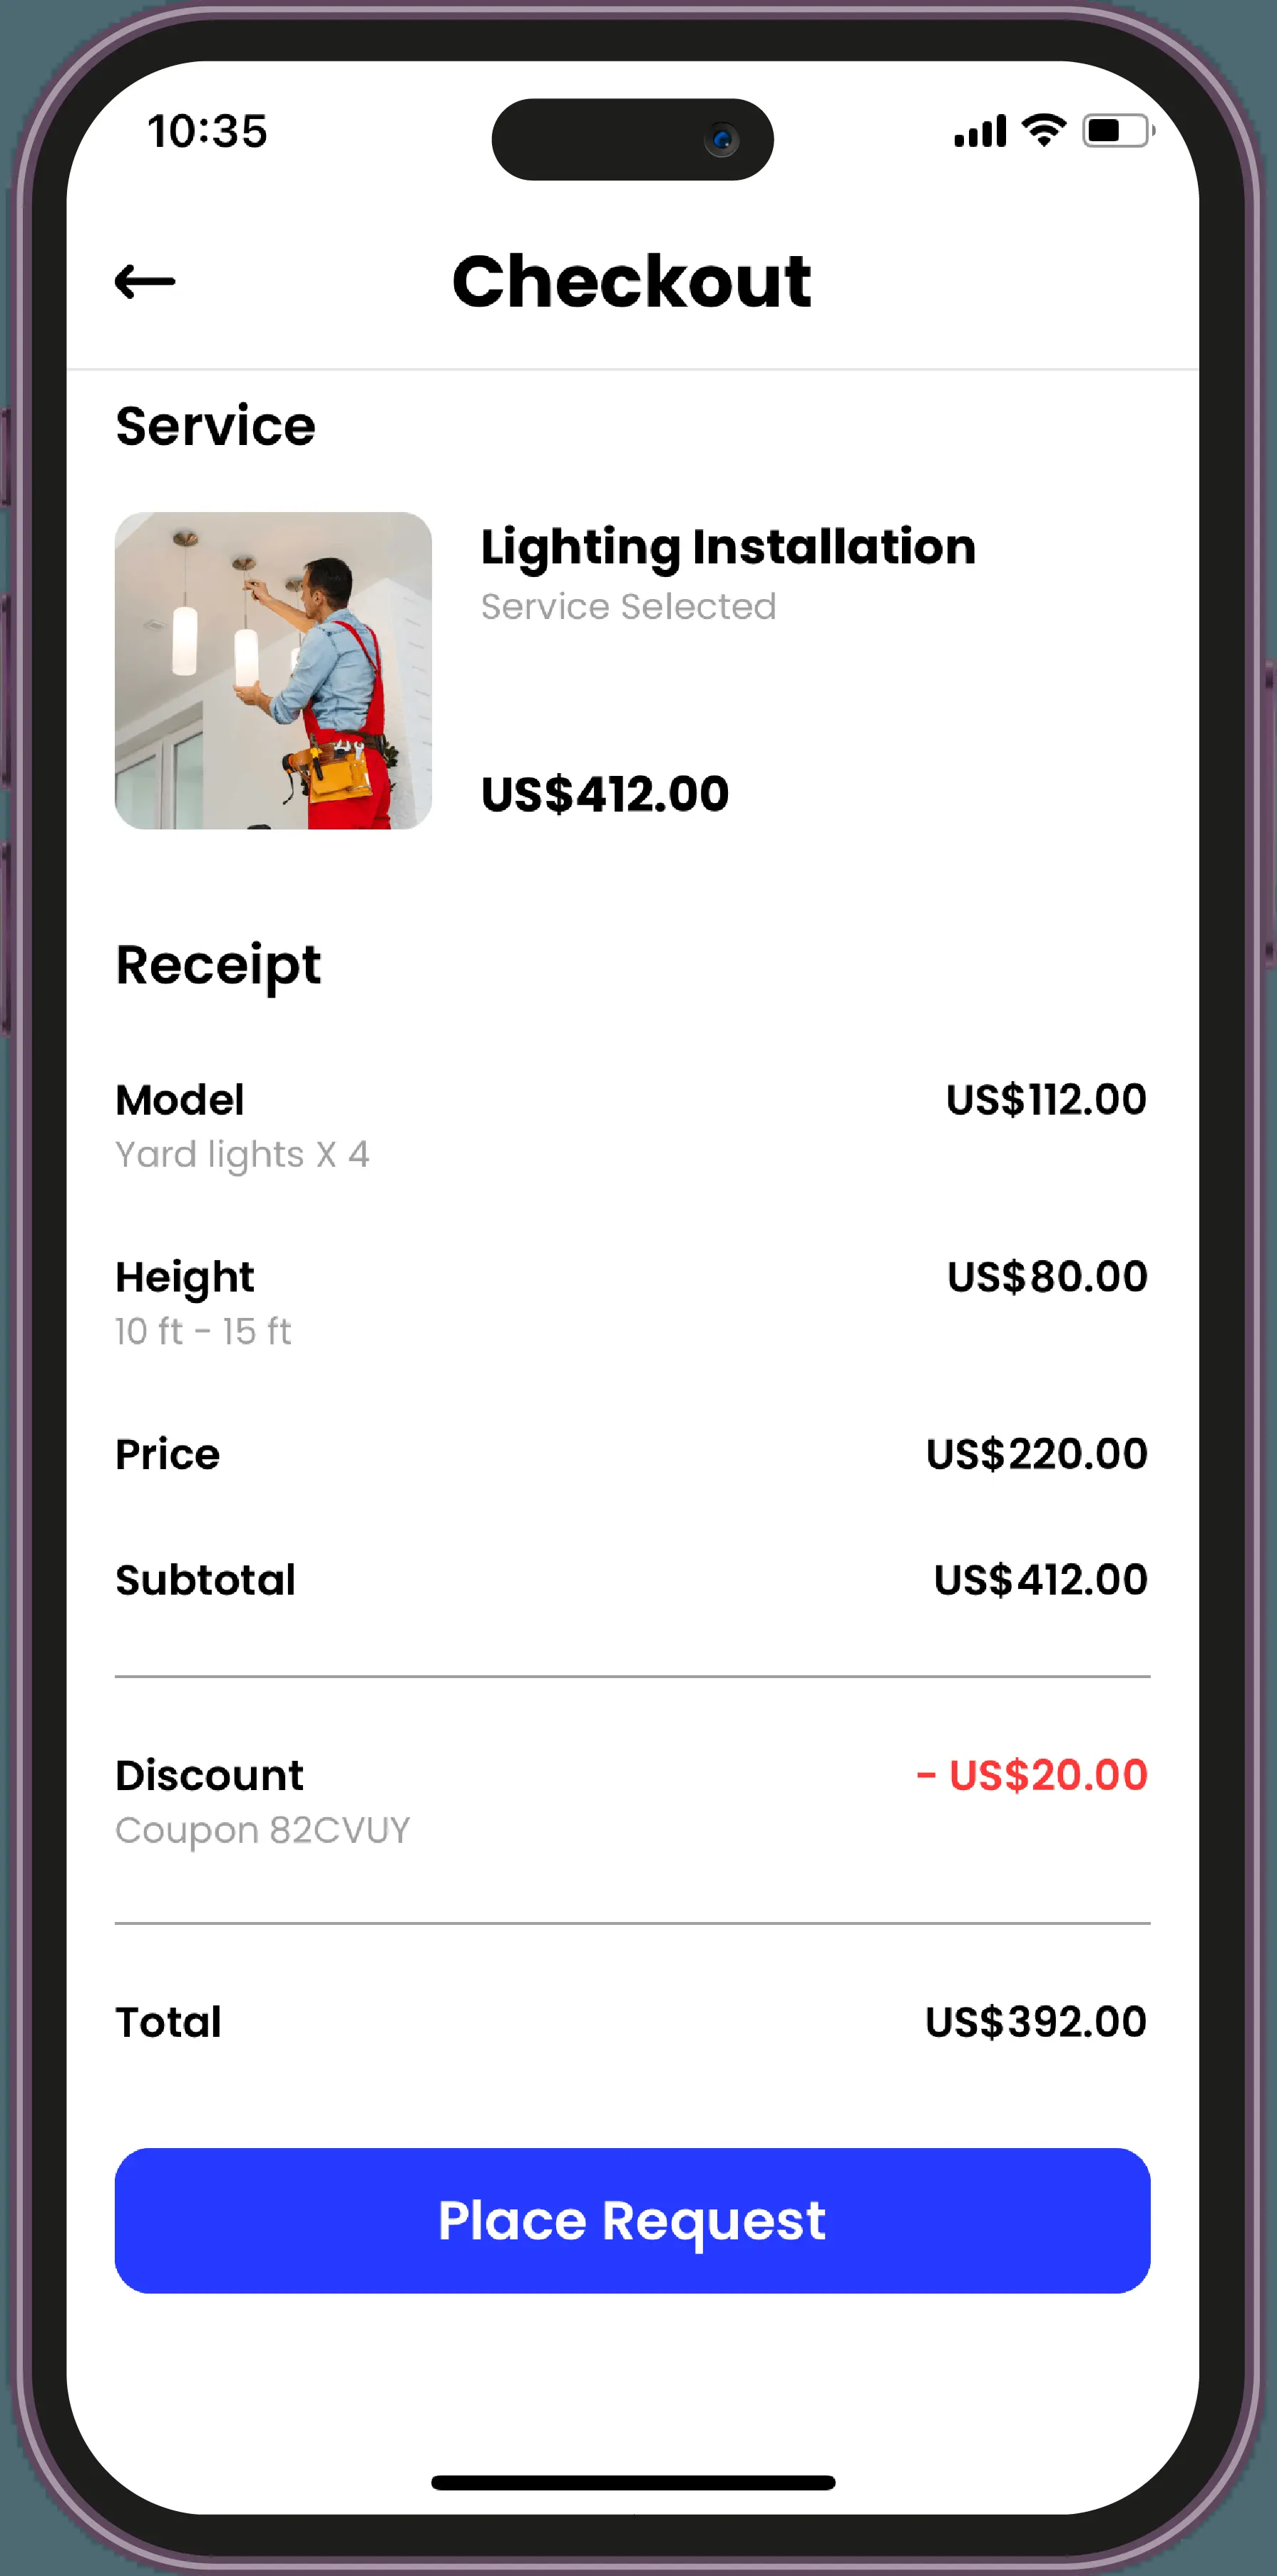 10:35
Checkout
Service
Lighting Installation
Service Selected
US$412.00
Receipt
Model US$112.00
Yard lights X 4
Height US$80.00
10 ft - 15 ft
Price US$220.00
Subtotal US$412.00
Discount - US$20.00
Coupon 82CVUY
Total US$392.00
Place Request